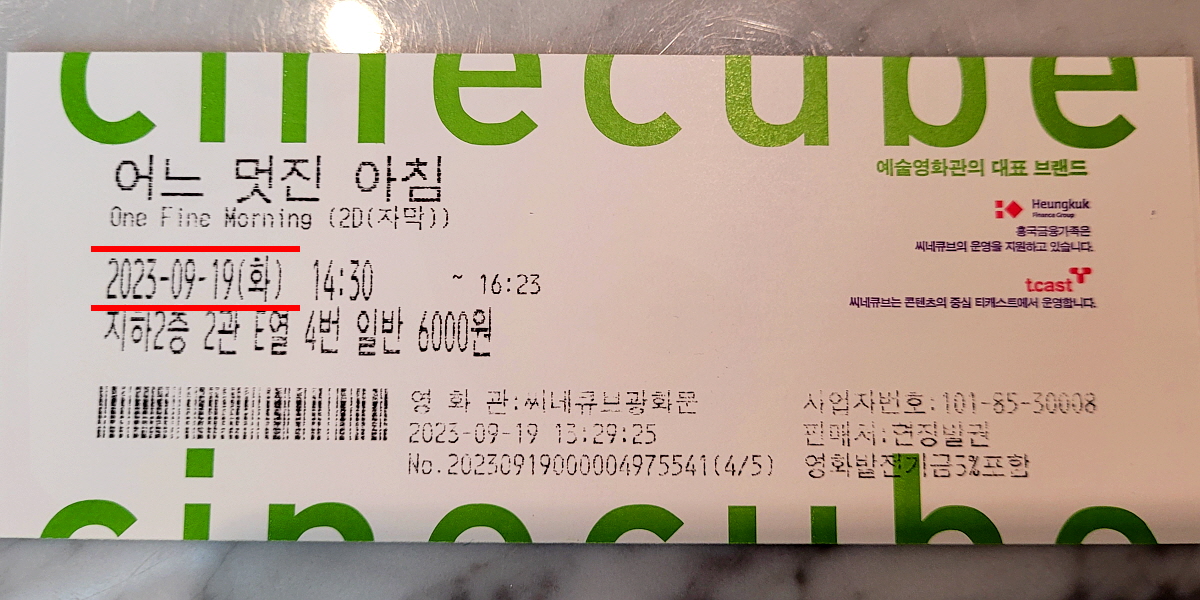 cinecube
어느 멋진 아침
One Fine Morning (2D(자막))
2023-09-19(화) 14:30 ~ 16:23
지하2층 2관 E열 4번 일반 6000원
예술영화관의 대표 브랜드
Heungkuk
Finance Group
흥국금융가족은
씨네큐브의 운영을 지원하고 있습니다.
t.cast
씨네큐브는 콘텐츠의 중심 티캐스트에서 운영합니다.
영 화 관:씨네큐브광화문
2023-09-19 13:29:25
No.20230919000004975541(4/5)
사업자번호:101-85-30008
판매처:현장발권
영화발전기금3%포함
cinecube